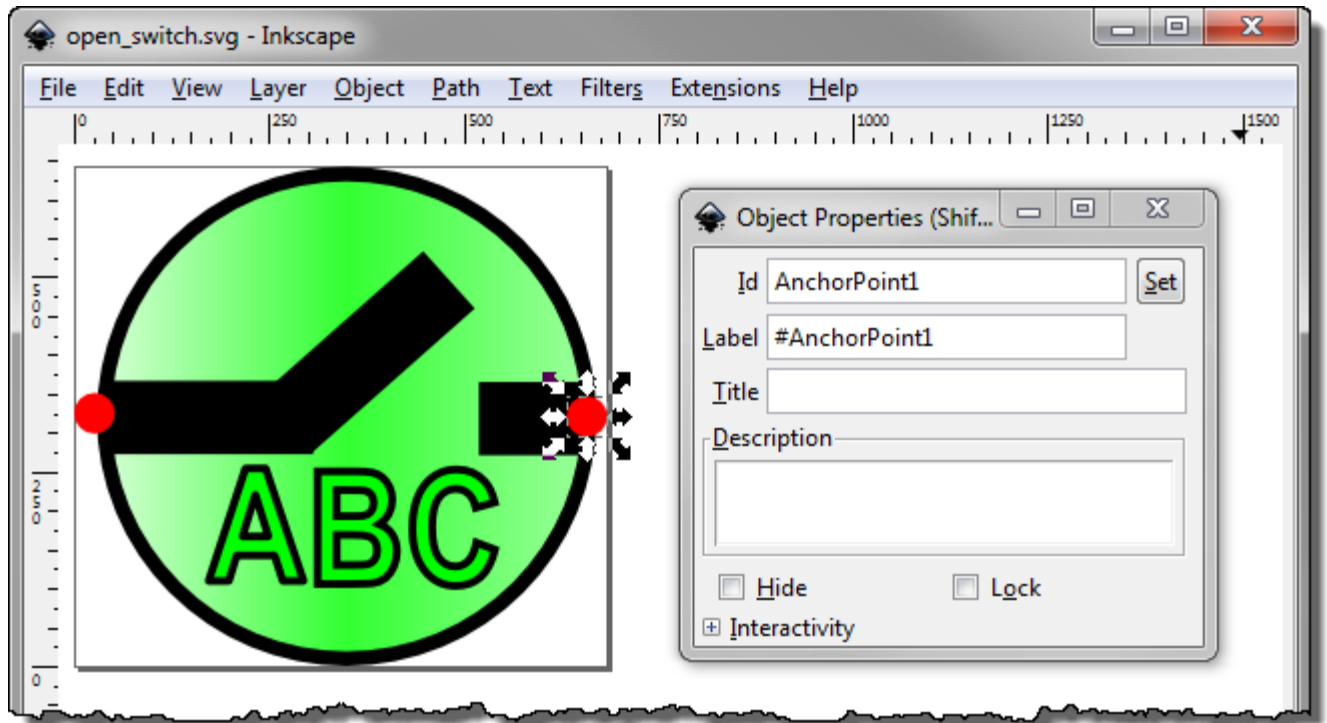 open_switch.svg - Inkscape
File Edit View Layer Object Path Text Filters Extensions Help
0 250 500 750 1000 1250 1500
Object Properties (Shif...
Id AnchorPoint1 Set
Label #AnchorPoint1
Title
Description
500
250
0
ABC
Hide Lock
Interactivity